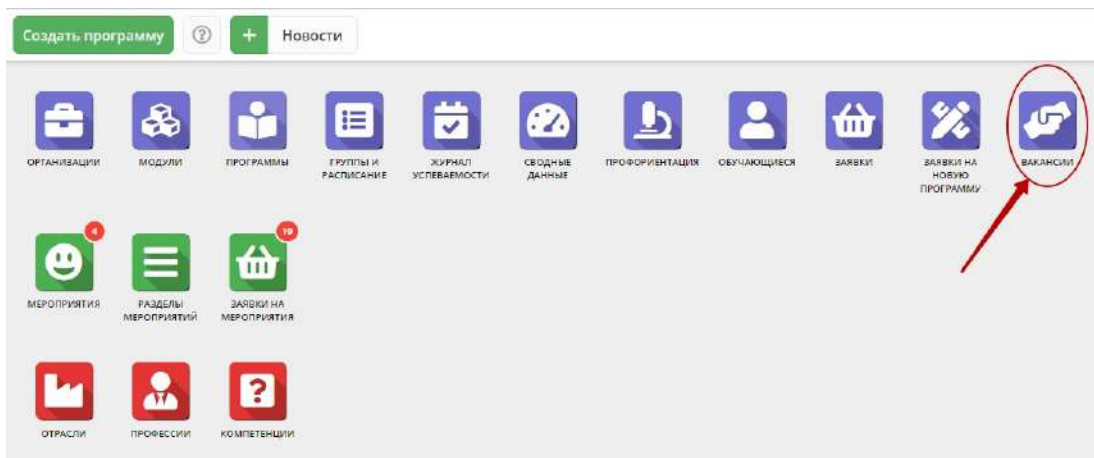 Создать программу ? + Новости
ОРГАНИЗАЦИИ
МОДУЛИ
ПРОГРАММЫ
ГРУППЫ И
РАСПИСАНИЕ
ЖУРНАЛ
УСПЕВАЕМОСТИ
СВОДНЫЕ
ДАННЫЕ
ПРОФОРИЕНТАЦИЯ
ОБУЧАЮЩИЕСЯ
ЗАЯВКИ
ЗАЯВКИ НА
НОВУЮ
ПРОГРАММУ
ВАКАНСИИ
4
МЕРОПРИЯТИЯ
РАЗДЕЛЫ
МЕРОПРИЯТИЙ
19
ЗАЯВКИ НА
МЕРОПРИЯТИЯ
ОТРАСЛИ
ПРОФЕССИИ
?
КОМПЕТЕНЦИИ